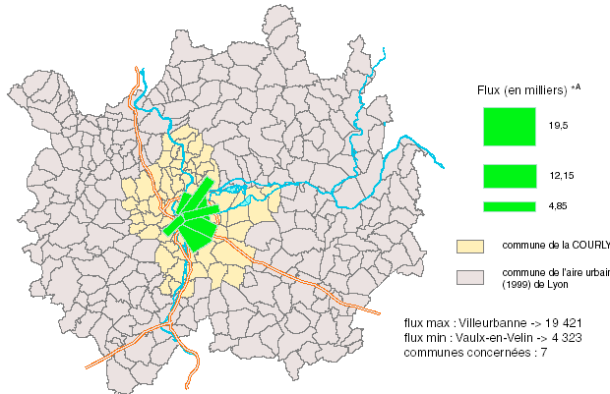 Flux (en milliers) *A
19,5
12,15
4,85
commune de la COURLY
commune de l'aire urbain
(1999) de Lyon
flux max : Villeurbanne -> 19 421
flux min : Vaulx-en-Velin -> 4 323
communes concernées : 7